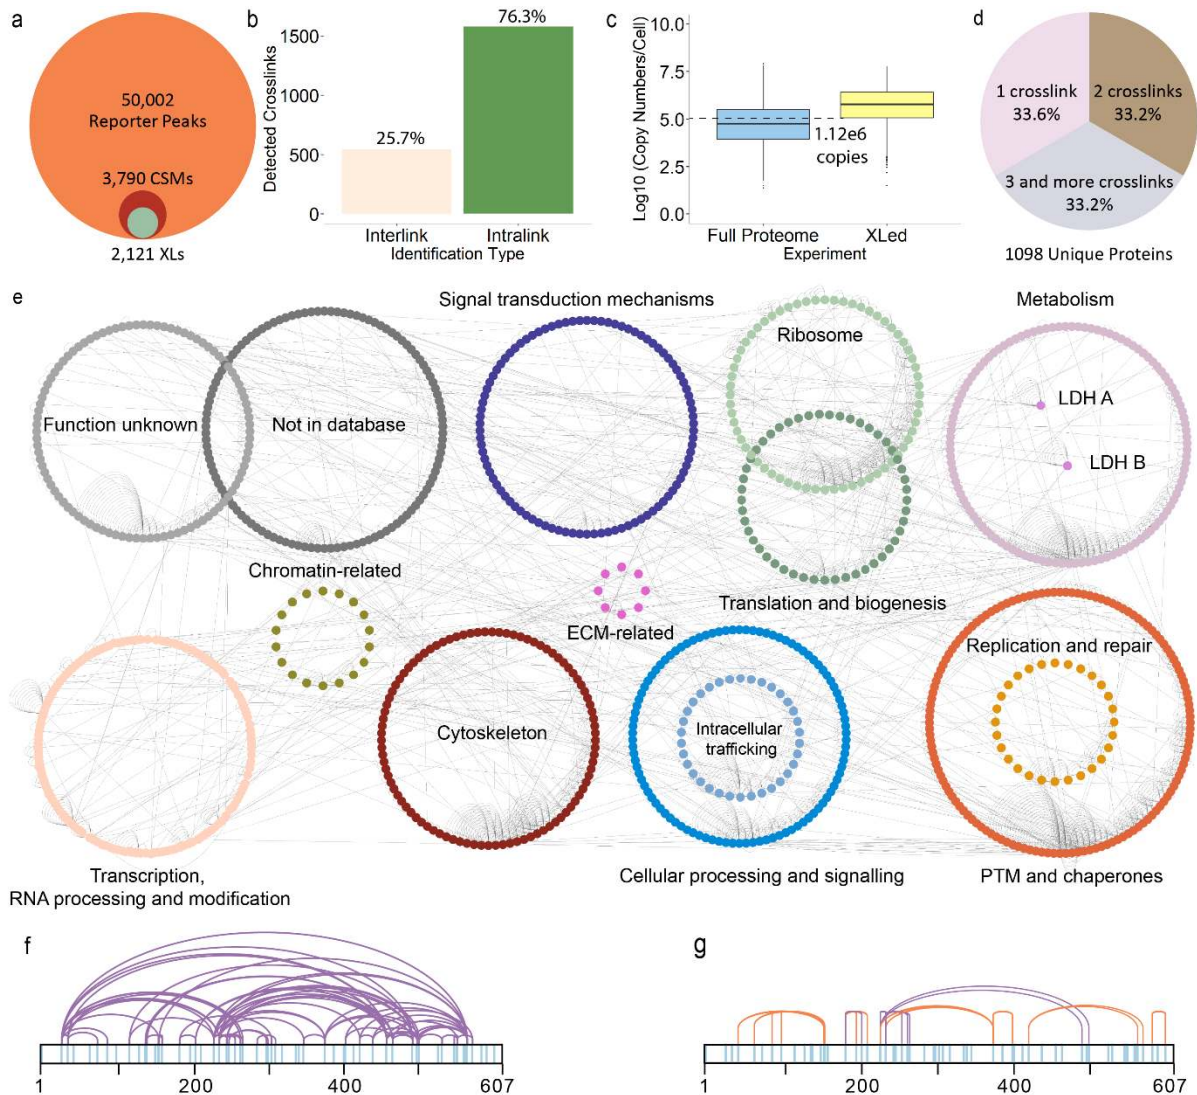 a
50,002
Reporter Peaks
3,790 CSMs
2,121 XLs
b
Detected Crosslinks
1500
1000
500
0
25.7%
76.3%
Interlink
Intralink
Identification Type
c
Log10 (Copy Numbers/Cell)
10.0
7.5
5.0
2.5
0.0
1.12e6
copies
Full Proteome
XLed
Experiment
d
1 crosslink
33.6%
2 crosslinks
33.2%
3 and more crosslinks
33.2%
1098 Unique Proteins
e
Signal transduction mechanisms
Metabolism
Ribosome
Function unknown
Not in database
LDH A
LDH B
Chromatin-related
ECM-related
Translation and biogenesis
Replication and repair
Cytoskeleton
Intracellular
trafficking
Transcription,
RNA processing and modification
Cellular processing and signalling
PTM and chaperones
f
1
200
400
607
g
1
200
400
607